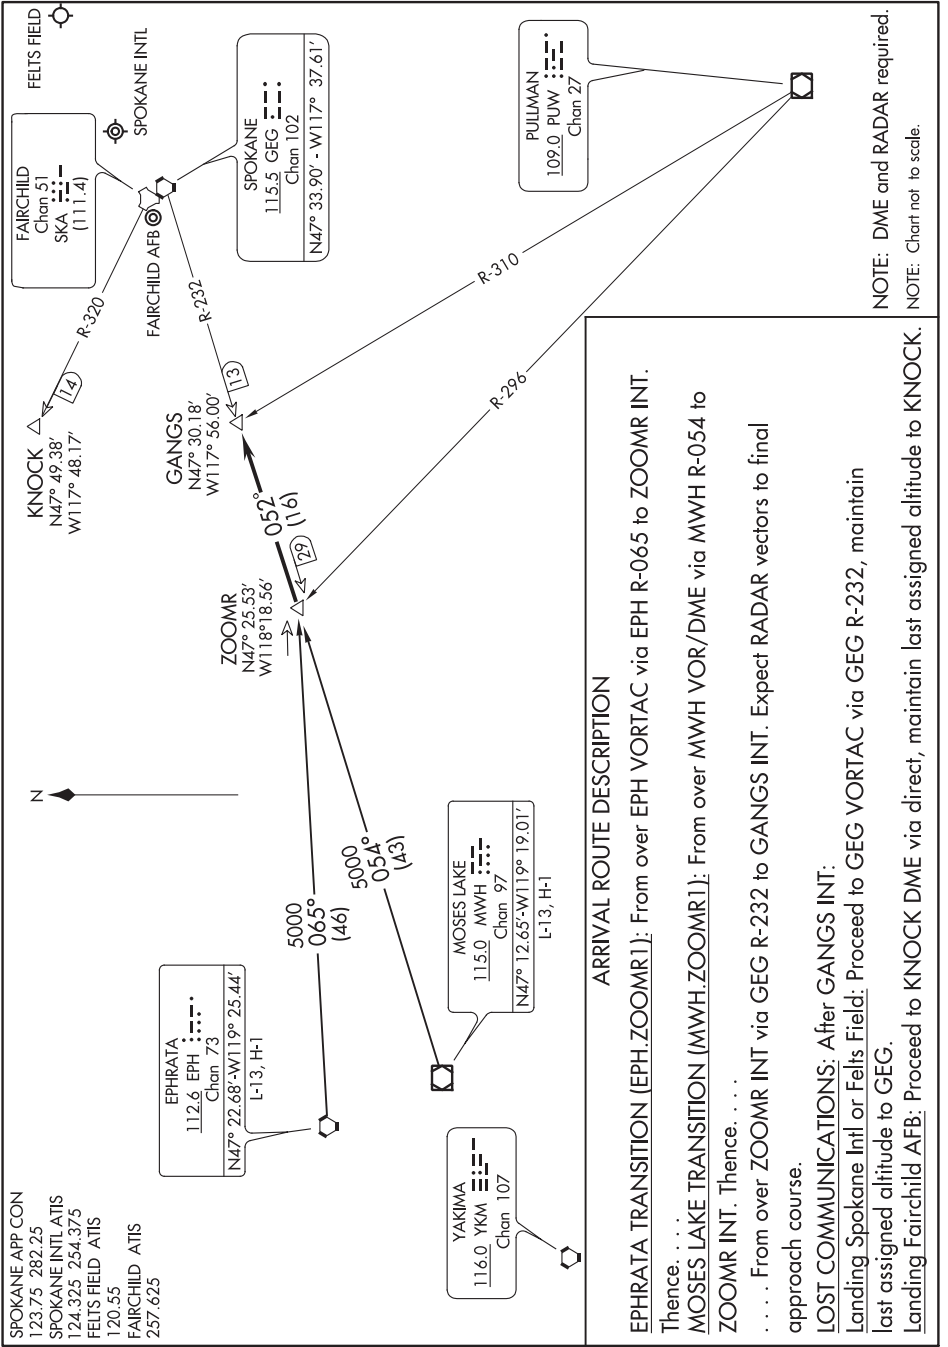 SPOKANE APP CON
123.75 282.25
SPOKANE INTL ATIS
124.325 254.375
FELTS FIELD ATIS
120.55
FAIRCHILD ATIS
257.625
N
FELTS FIELD
SPOKANE INTL
FAIRCHILD
Chan 51
SKA
(111.4)
R-320
14
KNOCK
N47° 49.38'
W117° 48.17'
FAIRCHILD AFB
SPOKANE
115.5 GEG
Chan 102
N47° 33.90' - W117° 37.61'
R-232
13
GANGS
N47° 30.18'
W117° 56.00'
052°
(16)
29
ZOOMR
N47° 25.53'
W118°18.56'
PULLMAN
109.0 PUW
Chan 27
R-310
R-296
EPHRATA
112.6 EPH
Chan 73
N47° 22.68'-W119° 25.44'
L-13, H-1
5000
065°
(46)
5000
054°
(43)
MOSES LAKE
115.0 MWH
Chan 97
N47° 12.65'-W119° 19.01'
L-13, H-1
YAKIMA
116.0 YKM
Chan 107
NOTE: DME and RADAR required.
NOTE: Chart not to scale.
ARRIVAL ROUTE DESCRIPTION
EPHRATA TRANSITION (EPH.ZOOMR1): From over EPH VORTAC via EPH R-065 to ZOOMR INT.
Thence. . . .
MOSES LAKE TRANSITION (MWH.ZOOMR1): From over MWH VOR/DME via MWH R-054 to
ZOOMR INT. Thence. . . .
. . . . From over ZOOMR INT via GEG R-232 to GANGS INT. Expect RADAR vectors to final
approach course.
LOST COMMUNICATIONS: After GANGS INT:
Landing Spokane Intl or Felts Field: Proceed to GEG VORTAC via GEG R-232, maintain
last assigned altitude to GEG.
Landing Fairchild AFB: Proceed to KNOCK DME via direct, maintain last assigned altitude to KNOCK.